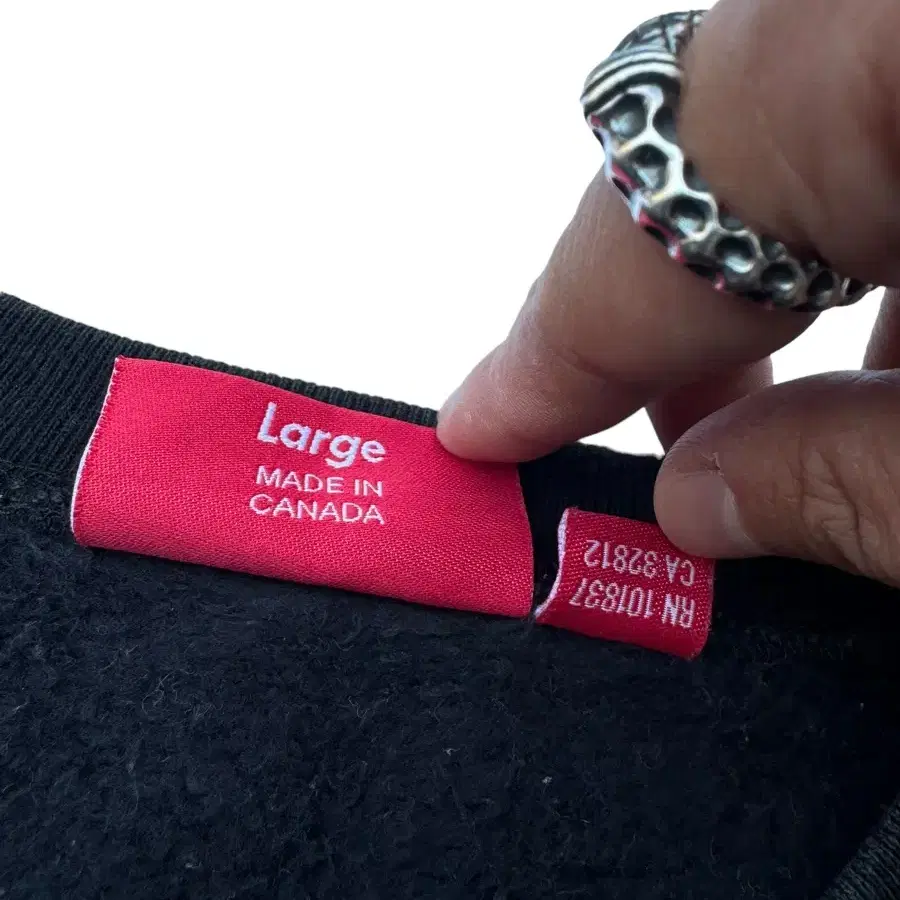 Large
MADE IN
CANADA
RN 101837
CA 32812